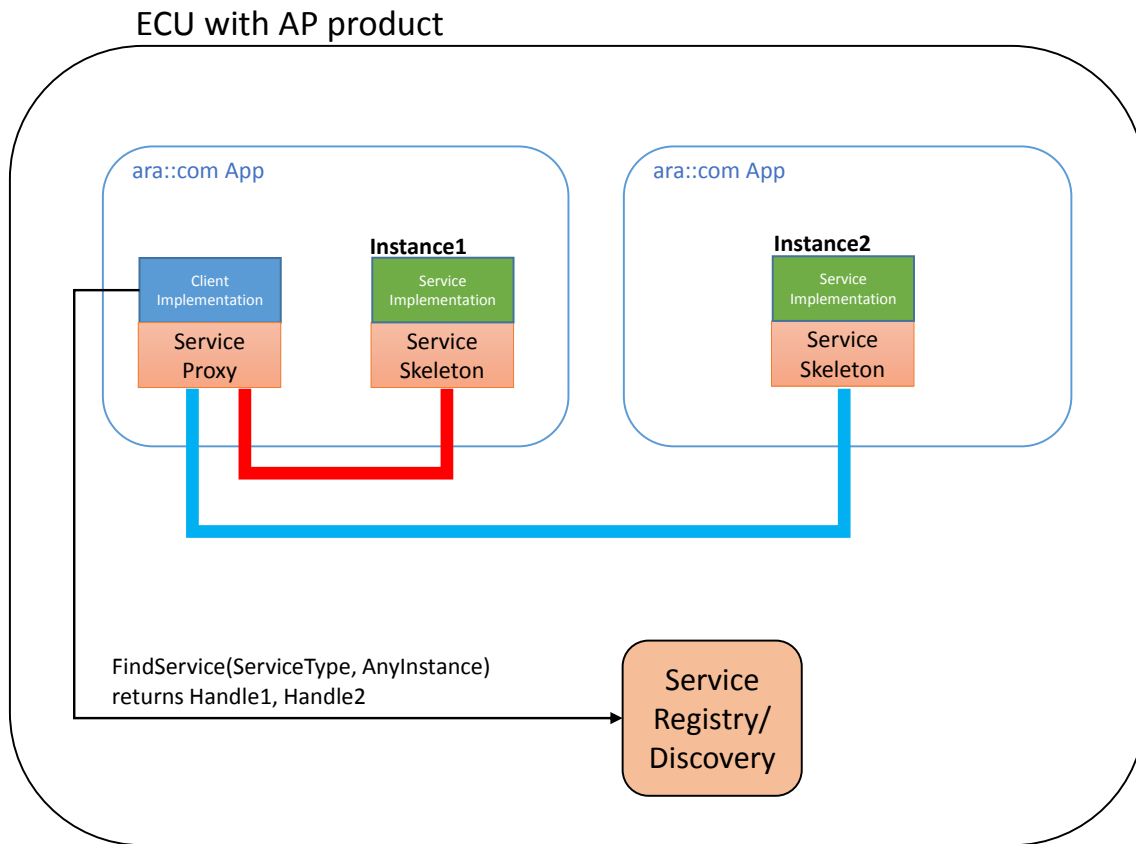 ECU with AP product
ara::com App
ara::com App
Instance1
Instance2
Client
Implementation
Service
Implementation
Service
Implementation
Service
Proxy
Service
Skeleton
Service
Skeleton
FindService(ServiceType, AnyInstance)
returns Handle1, Handle2
Service
Registry/
Discovery